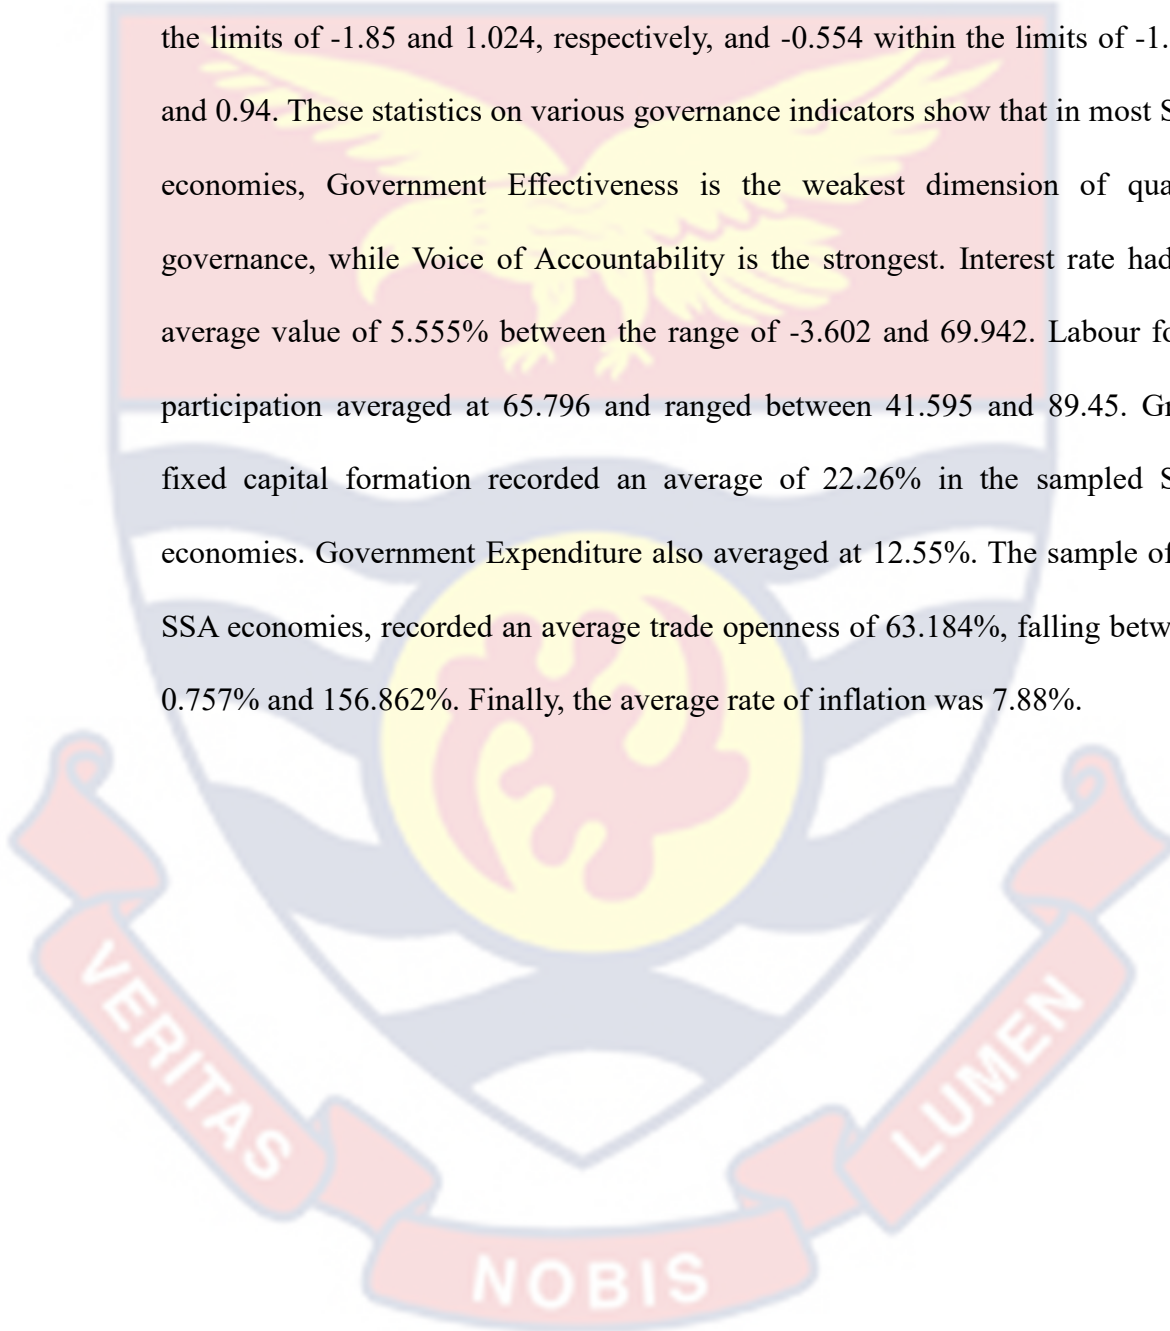 the limits of -1.85 and 1.024, respectively, and -0.554 within the limits of -1.
and 0.94. These statistics on various governance indicators show that in most S
economies, Government Effectiveness is the weakest dimension of qua
governance, while Voice of Accountability is the strongest. Interest rate had
average value of 5.555% between the range of -3.602 and 69.942. Labour fo
participation averaged at 65.796 and ranged between 41.595 and 89.45. Gr
fixed capital formation recorded an average of 22.26% in the sampled S
economies. Government Expenditure also averaged at 12.55%. The sample of
SSA economies, recorded an average trade openness of 63.184%, falling betw
0.757% and 156.862%. Finally, the average rate of inflation was 7.88%.
VERITAS
NOBIS
LUMEN